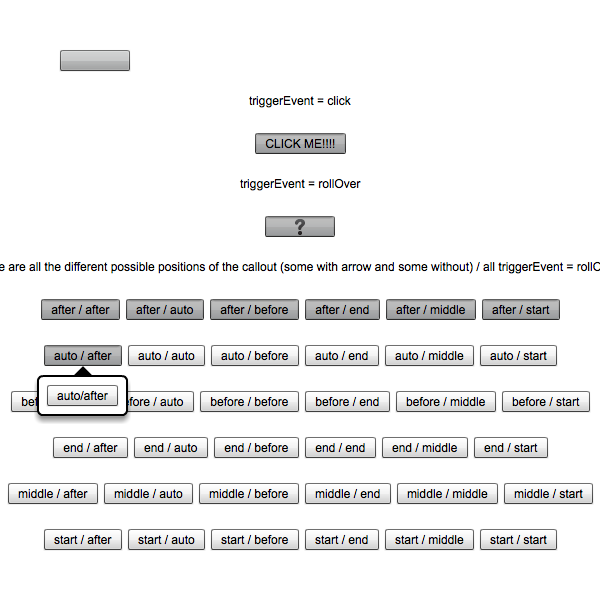 triggerEvent = click
CLICK ME!!!!
triggerEvent = rollOver
?
are all the different possible positions of the callout (some with arrow and some without) / all triggerEvent =
after / after after / auto after / before after / end after / middle after / start
auto / after auto / auto auto / before auto / end auto / middle auto / start
auto/after
/ auto before / before before / end before / middle before / start
end / after end / auto end / before end / end end / middle end / start
middle / after middle / auto middle / before middle / end middle / middle middle / start
start / after start / auto start / before start / end start / middle start / start